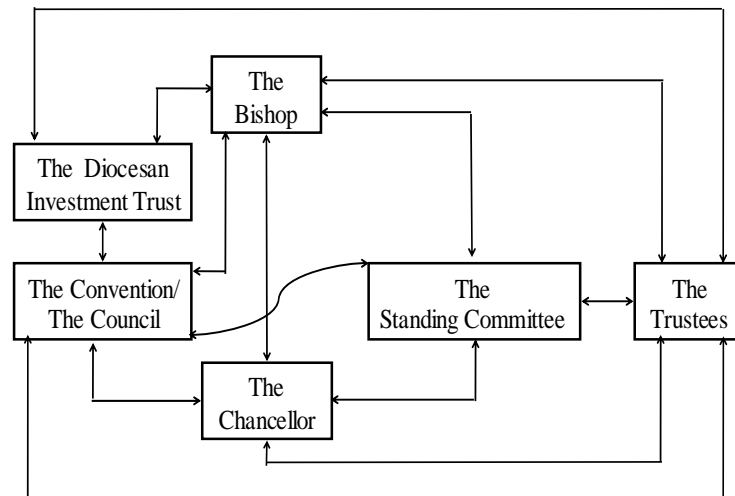 The
Bishop
The Diocesan
Investment Trust
The Convention/
The Council
The
Standing Committee
The
Trustees
The
Chancellor